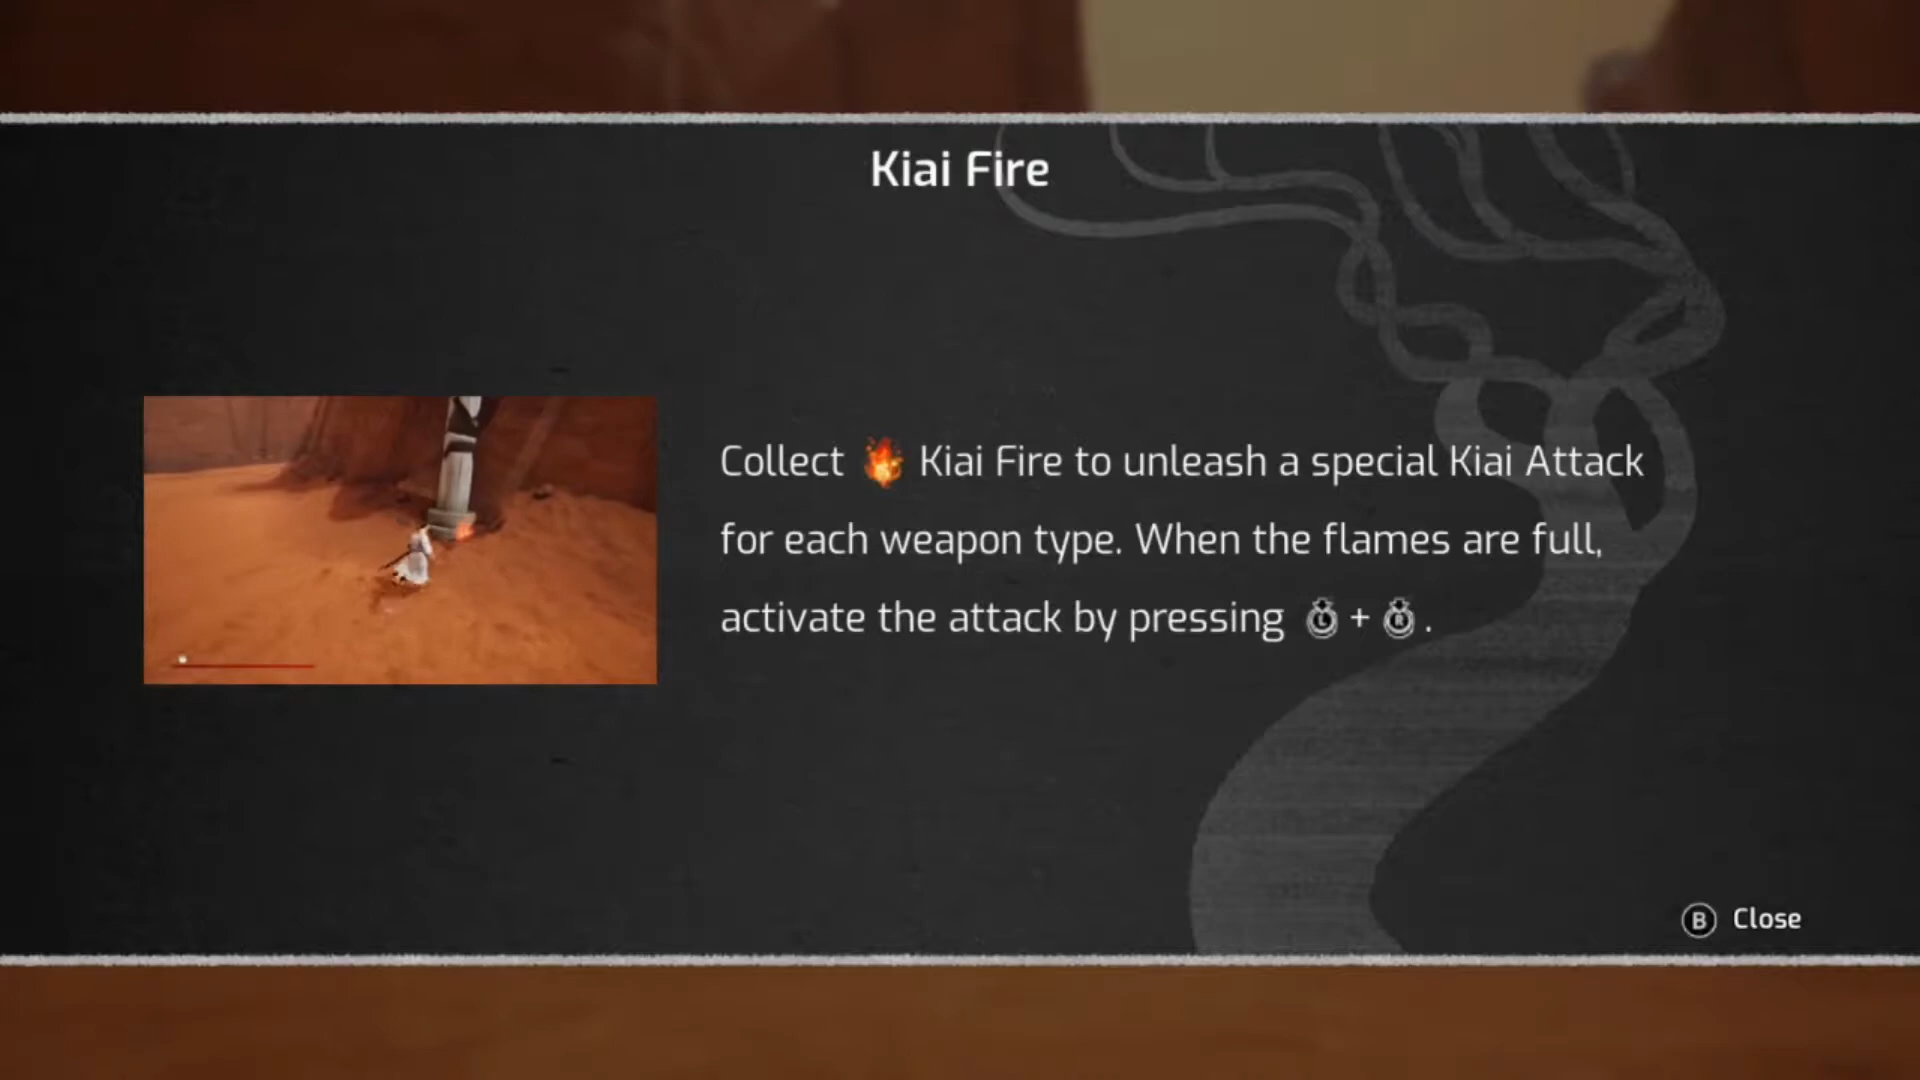 Kiai Fire
Collect Kiai Fire to unleash a special Kiai Attack
for each weapon type. When the flames are full,
activate the attack by pressing L + R .
B Close